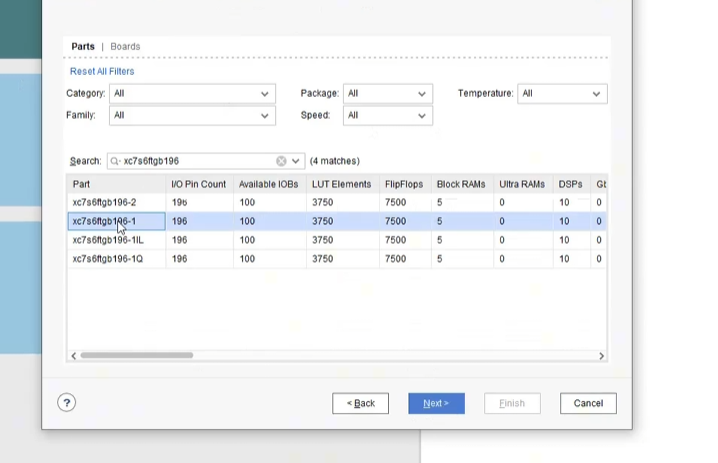 Parts | Boards
Reset All Filters
Category: All Package: All Temperature: All
Family: All Speed: All
Search: xc7s6ftgb196 (4 matches)
Part I/O Pin Count Available IOBs LUT Elements FlipFlops Block RAMs Ultra RAMs DSPs Gt
xc7s6ftgb196-2 196 100 3750 7500 5 0 10 0
xc7s6ftgb196-1 196 100 3750 7500 5 0 10 0
xc7s6ftgb196-1IL 196 100 3750 7500 5 0 10 0
xc7s6ftgb196-1Q 196 100 3750 7500 5 0 10 0
? < Back Next > Finish Cancel